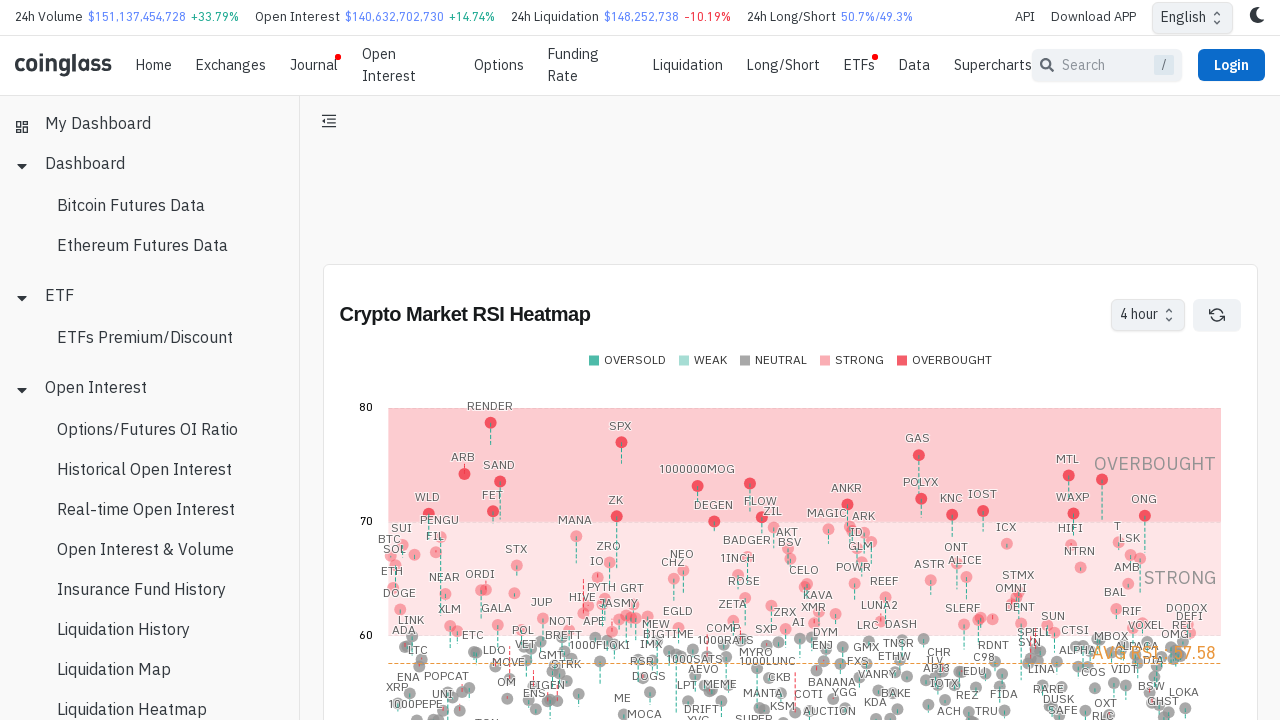 24h Volume $151,137,454,728 +33.79% Open Interest $140,632,702,730 +14.74% 24h Liquidation $148,252,738 -10.19% 24h Long/Short 50.7%/49.3% API Download APP English
coinglass Home Exchanges Journal Open Interest Options Funding Rate Liquidation Long/Short ETFs Data Supercharts Search / Login
My Dashboard
Dashboard
Bitcoin Futures Data
Ethereum Futures Data
ETF
ETFs Premium/Discount
Open Interest
Options/Futures OI Ratio
Historical Open Interest
Real-time Open Interest
Open Interest & Volume
Insurance Fund History
Liquidation History
Liquidation Map
Liquidation Heatmap
Crypto Market RSI Heatmap
4 hour
OVERSOLD WEAK NEUTRAL STRONG OVERBOUGHT
80
RENDER
SPX
GAS
ARB SAND 1000000MOG MTL OVERBOUGHT
POLYX
ANKR
WLD FET ZK DEGEN FLOW KNC IOST WAXP ONG
ZIL
70
PENGU MANA MAGIC ARK
SUI FIL AKT ID ICX HIFI T
BTC BADGER BSV LSK
SOL STX ZRO NEO 1INCH GLM ONT NTRN
ETH NEAR ORDI IO CHZ CELO POWR ASTR ALICE AMB STRONG
DOGE PYTH GRT ROSE REEF STMX
XLM GALA JUP HIVE JASMY EGLD ZETA ZRX KAVA XMR LUNA2 SLERF OMNI DENT BAL RIF DODOX
LINK NOT APE MEW COMP SXP AI LRC DASH SUN VOXEL DEFI REI
ADA ETC POL BRETT BIGTIME 1000RATS DYM SPELL CTSI MBOX OMG
LTC LDO VET 1000FLOKI IMX MYRO ENJ GMX TNSR SYN RDNT ALPHA ALPACA
GMT 1000SATS 1000LUNC FXS ETHW CHR C98 AVG RSI: 57.58
MOVE STRK RSR AEVO CKB VANRY API3 EDU LINA COS VIDT
ENA POPCAT OM EIGEN DOGS LPT MEME BANANA IOTX RARE BSW
XRP UNI ENS ME MANTA COTI YGG BAKE REZ FIDA DUSK LOKA
1000PEPE MOCA DRIFT KSM AUCTION KDA ACH TRU SAFE OXT GHST
SUPER RLC
60